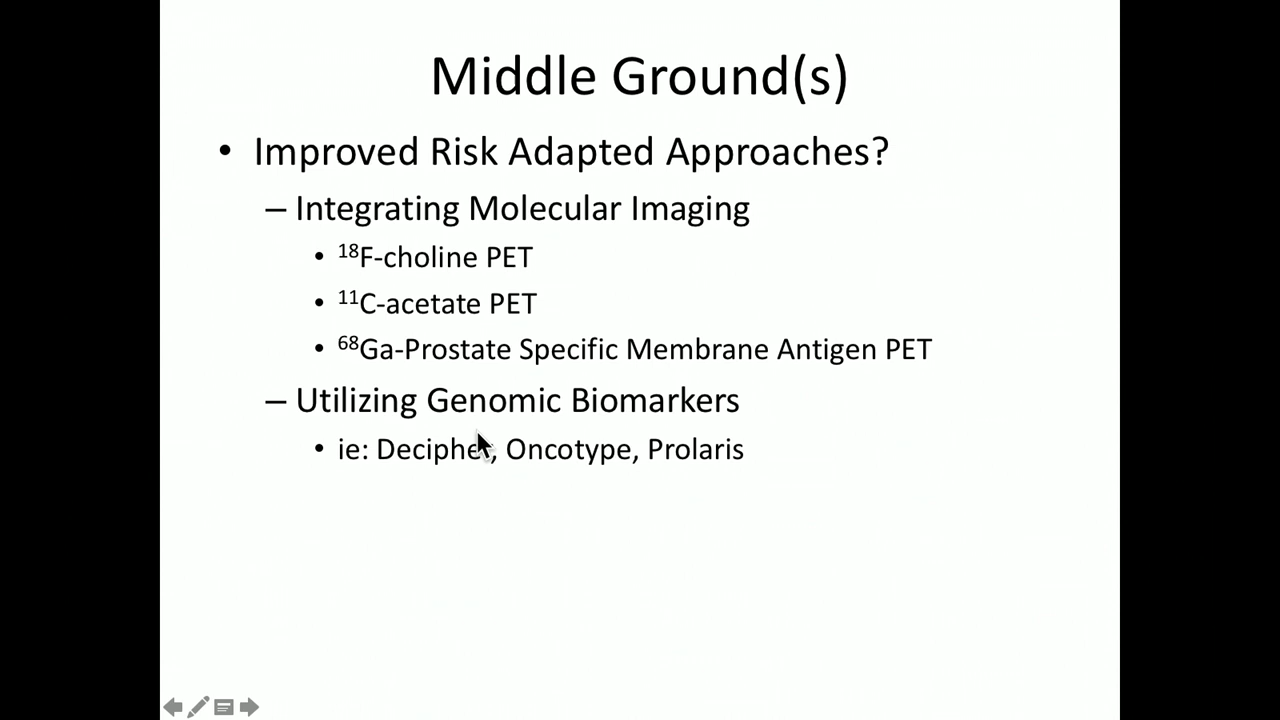 Middle Ground(s)
• Improved Risk Adapted Approaches?
– Integrating Molecular Imaging
• ¹⁸F-choline PET
• ¹¹C-acetate PET
• ⁶⁸Ga-Prostate Specific Membrane Antigen PET
– Utilizing Genomic Biomarkers
• ie: Decipher, Oncotype, Prolaris